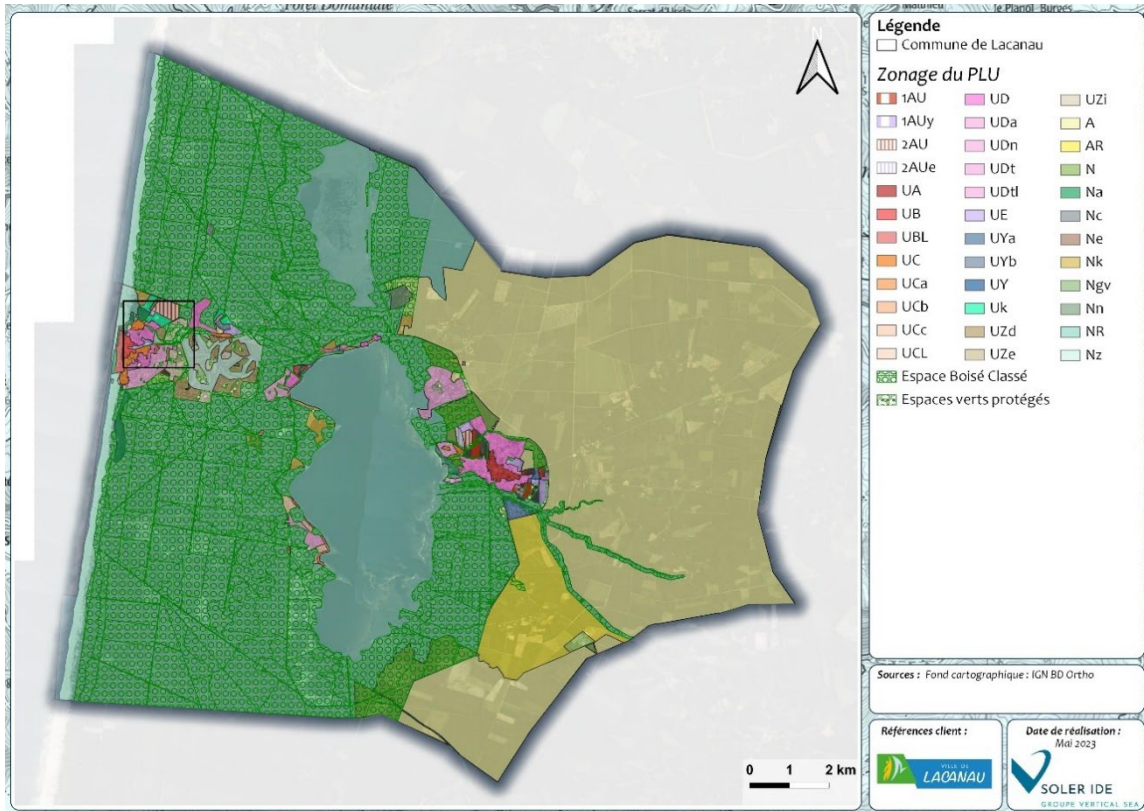 Forêt Domaniale
le Planol Burges
Légende
Commune de Lacanau
Zonage du PLU
1AU
1AUy
2AU
2AUe
UA
UB
UBL
UC
UCa
UCb
UCc
UCL
UD
UDa
UDn
UDt
UDtl
UE
UYa
UYb
UY
Uk
UZd
UZe
UZi
A
AR
N
Na
Nc
Ne
Nk
Ngv
Nn
NR
Nz
Espace Boisé Classé
Espaces verts protégés
N
Sources : Fond cartographique : IGN BD Ortho
0 1 2 km
Références client :
VILLE DE
LACANAU
Date de réalisation :
Mai 2023
SOLER IDE
GROUPE VERTICAL SEA